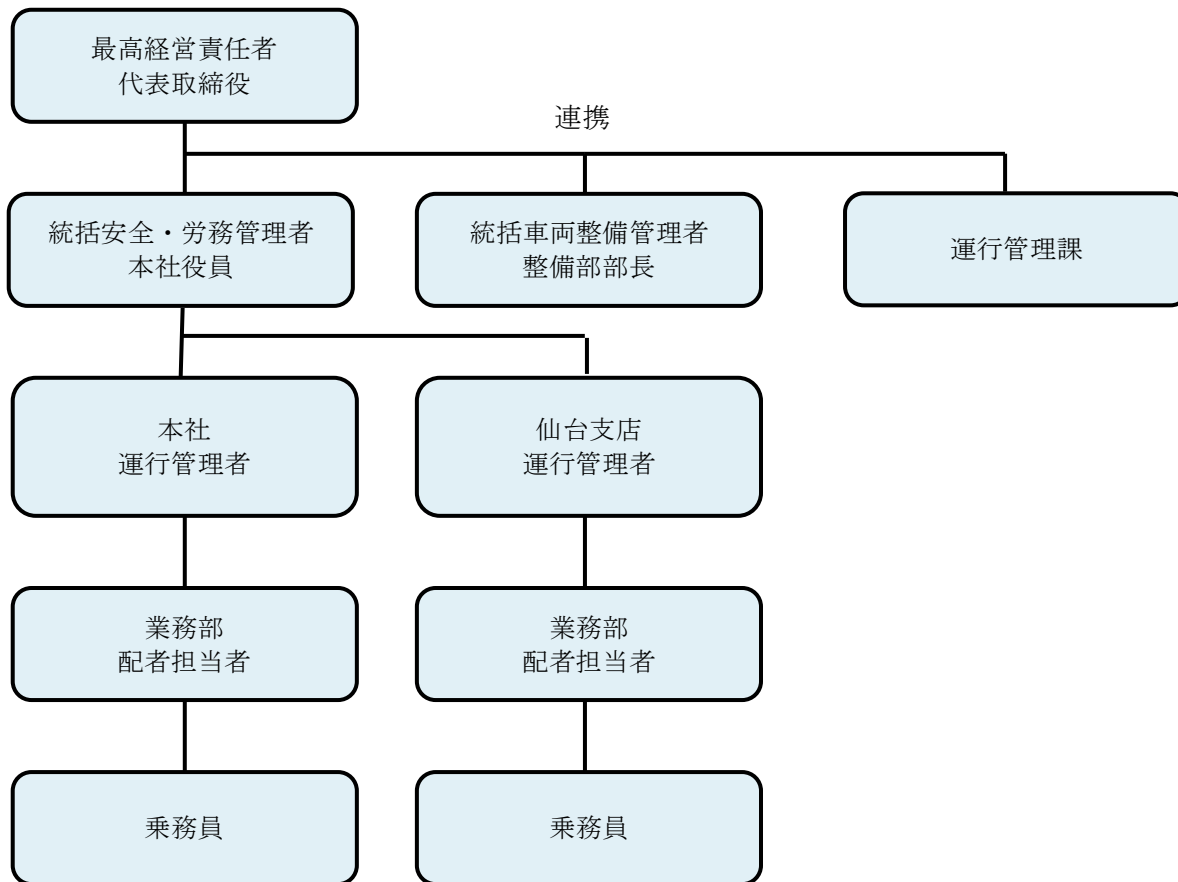 最高経営責任者
代表取締役
連携
統括安全・労務管理者
本社役員
統括車両整備管理者
整備部部長
運行管理課
本社
運行管理者
仙台支店
運行管理者
業務部
配者担当者
業務部
配者担当者
乗務員
乗務員